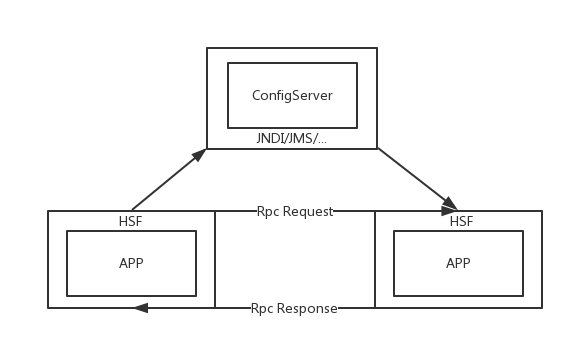 ConfigServer
JNDI/JMS/...
Rpc Request
HSF
HSF
APP
APP
Rpc Response